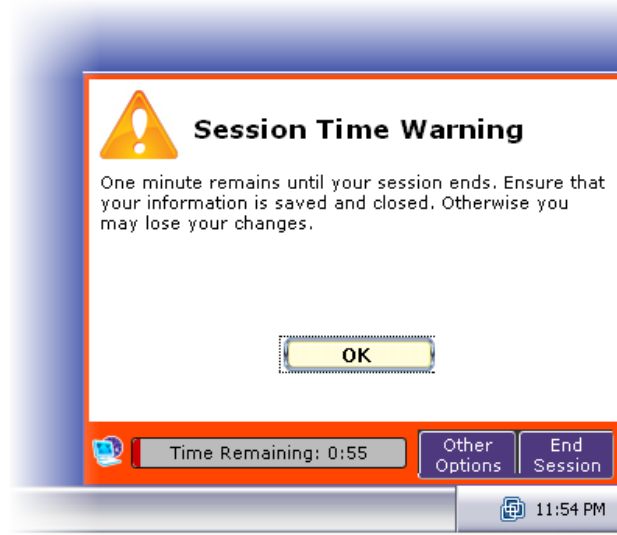 Session Time Warning
One minute remains until your session ends. Ensure that
your information is saved and closed. Otherwise you
may lose your changes.
OK
Time Remaining: 0:55
Other
Options
End
Session
11:54 PM